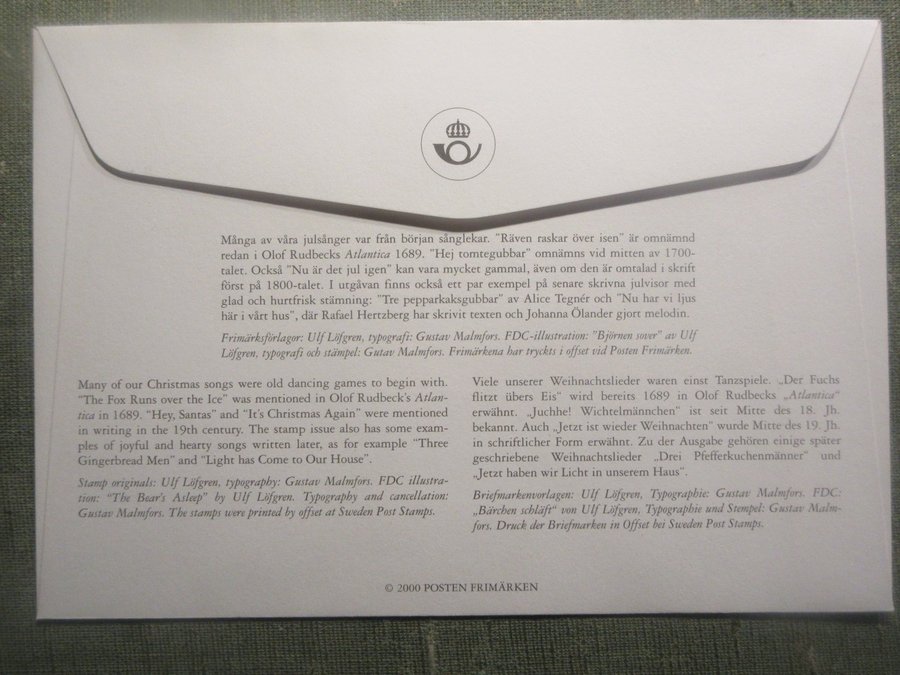 Många av våra julsånger var från början sånglekar. "Räven raskar över isen" är omnämnd
redan i Olof Rudbecks Atlantica 1689. "Hej tomtegubbar" omnämns vid mitten av 1700-
talet. Också "Nu är det jul igen" kan vara mycket gammal, även om den är omtalad i skrift
först på 1800-talet. I utgåvan finns också ett par exempel på senare skrivna julvisor med
glad och hurtfrisk stämning: "Tre pepparkaksgubbar" av Alice Tegnér och "Nu har vi ljus
här i vårt hus", där Rafael Hertzberg har skrivit texten och Johanna Ölander gjort melodin.
Frimärksförlagor: Ulf Löfgren, typografi: Gustav Malmfors. FDC-illustration: "Björnen sover" av Ulf
Löfgren, typografi och stämpel: Gutav Malmfors. Frimärkena har tryckts i offset vid Posten Frimärken.
Many of our Christmas songs were old dancing games to begin with.
"The Fox Runs over the Ice" was mentioned in Olof Rudbeck's Atlan-
tica in 1689. "Hey, Santas" and "It's Christmas Again" were mentioned
in writing in the 19th century. The stamp issue also has some exam-
ples of joyful and hearty songs written later, as for example "Three
Gingerbread Men" and "Light has Come to Our House".
Stamp originals: Ulf Löfgren, typography: Gustav Malmfors. FDC illustra-
tion: "The Bear's Asleep" by Ulf Löfgren. Typography and cancellation:
Gustav Malmfors. The stamps were printed by offset at Sweden Post Stamps.
Viele unserer Weihnachtslieder waren einst Tanzspiele. „Der Fuchs
flitzt übers Eis" wird bereits 1689 in Olof Rudbecks „Atlantica"
erwähnt. „Juchhe! Wichtelmännchen" ist seit Mitte des 18. Jh.
bekannt. Auch „Jetzt ist wieder Weihnachten" wurde Mitte des 19. Jh.
in schriftlicher Form erwähnt. Zu der Ausgabe gehören einige später
geschriebene Weihnachtslieder „Drei Pfefferkuchenmänner" und
„Jetzt haben wir Licht in unserem Haus".
Briefmarkenvorlagen: Ulf Löfgren, Typographie: Gustav Malmfors. FDC:
„Bärchen schläft" von Ulf Löfgren, Typographie und Stempel: Gustav Malm-
fors. Druck der Briefmarken in Offset bei Sweden Post Stamps.
© 2000 POSTEN FRIMÄRKEN